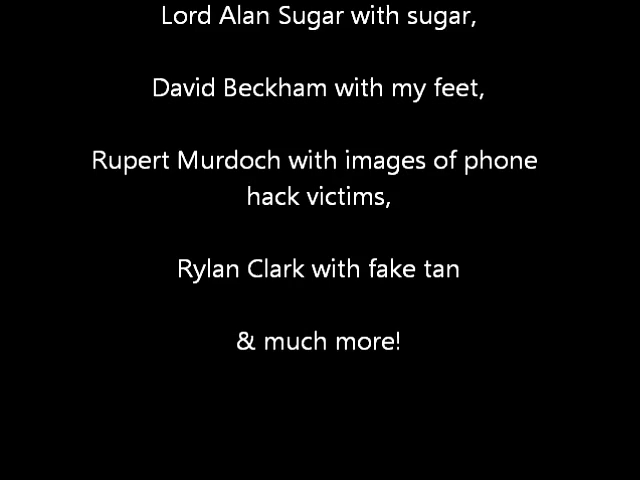 Lord Alan Sugar with sugar,
David Beckham with my feet,
Rupert Murdoch with images of phone
hack victims,
Rylan Clark with fake tan
& much more!